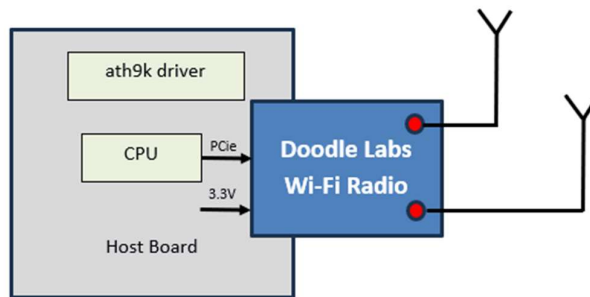 ath9k driver
CPU
PCIe
3.3V
Doodle Labs
Wi-Fi Radio
Host Board